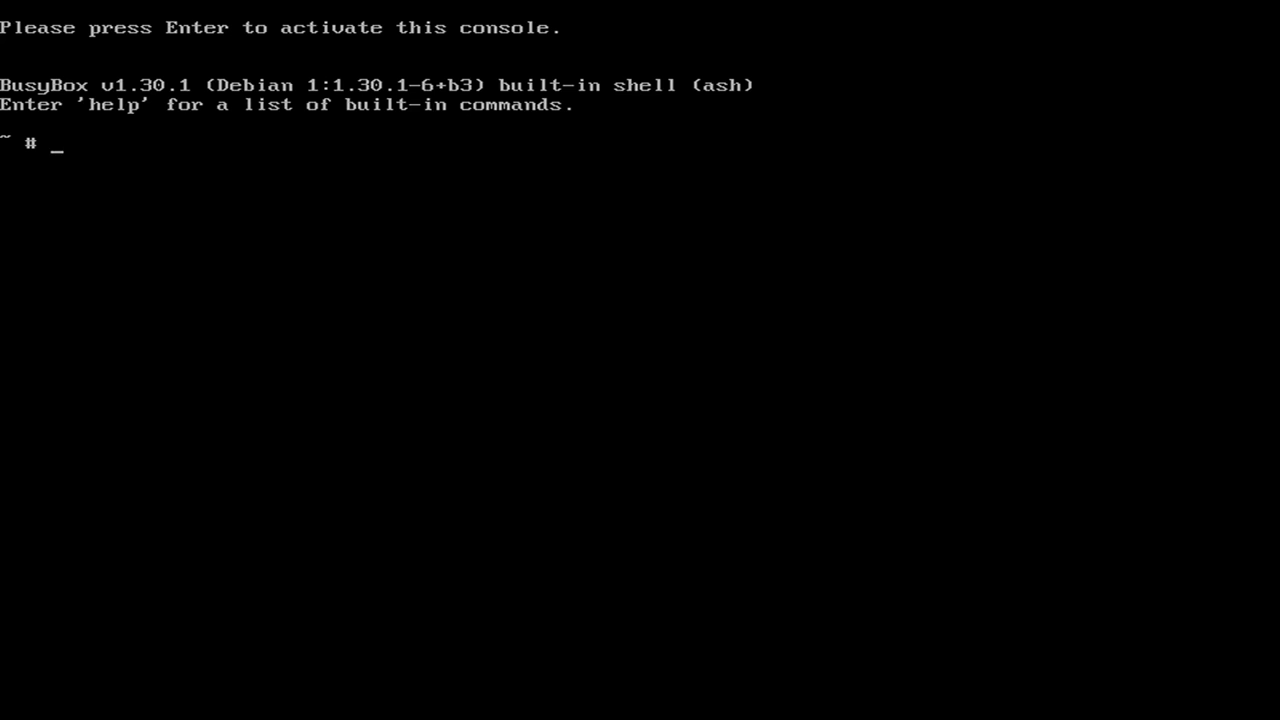 Please press Enter to activate this console.
BusyBox v1.30.1 (Debian 1:1.30.1-6+b3) built-in shell (ash)
Enter 'help' for a list of built-in commands.
~ # _